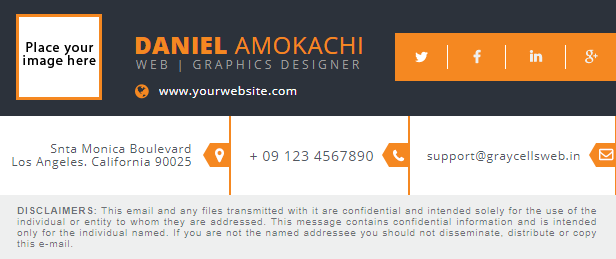 Place your
image here
DANIEL AMOKACHI
WEB | GRAPHICS DESIGNER
www.yourwebsite.com
f
in
g+
Snta Monica Boulevard
Los Angeles. California 90025
+ 09 123 4567890
support@graycellsweb.in
DISCLAIMERS: This email and any files transmitted with it are confidential and intended solely for the use of the
individual or entity to whom they are addressed. This message contains confidential information and is intended
only for the individual named. If you are not the named addressee you should not disseminate, distribute or copy
this e-mail.